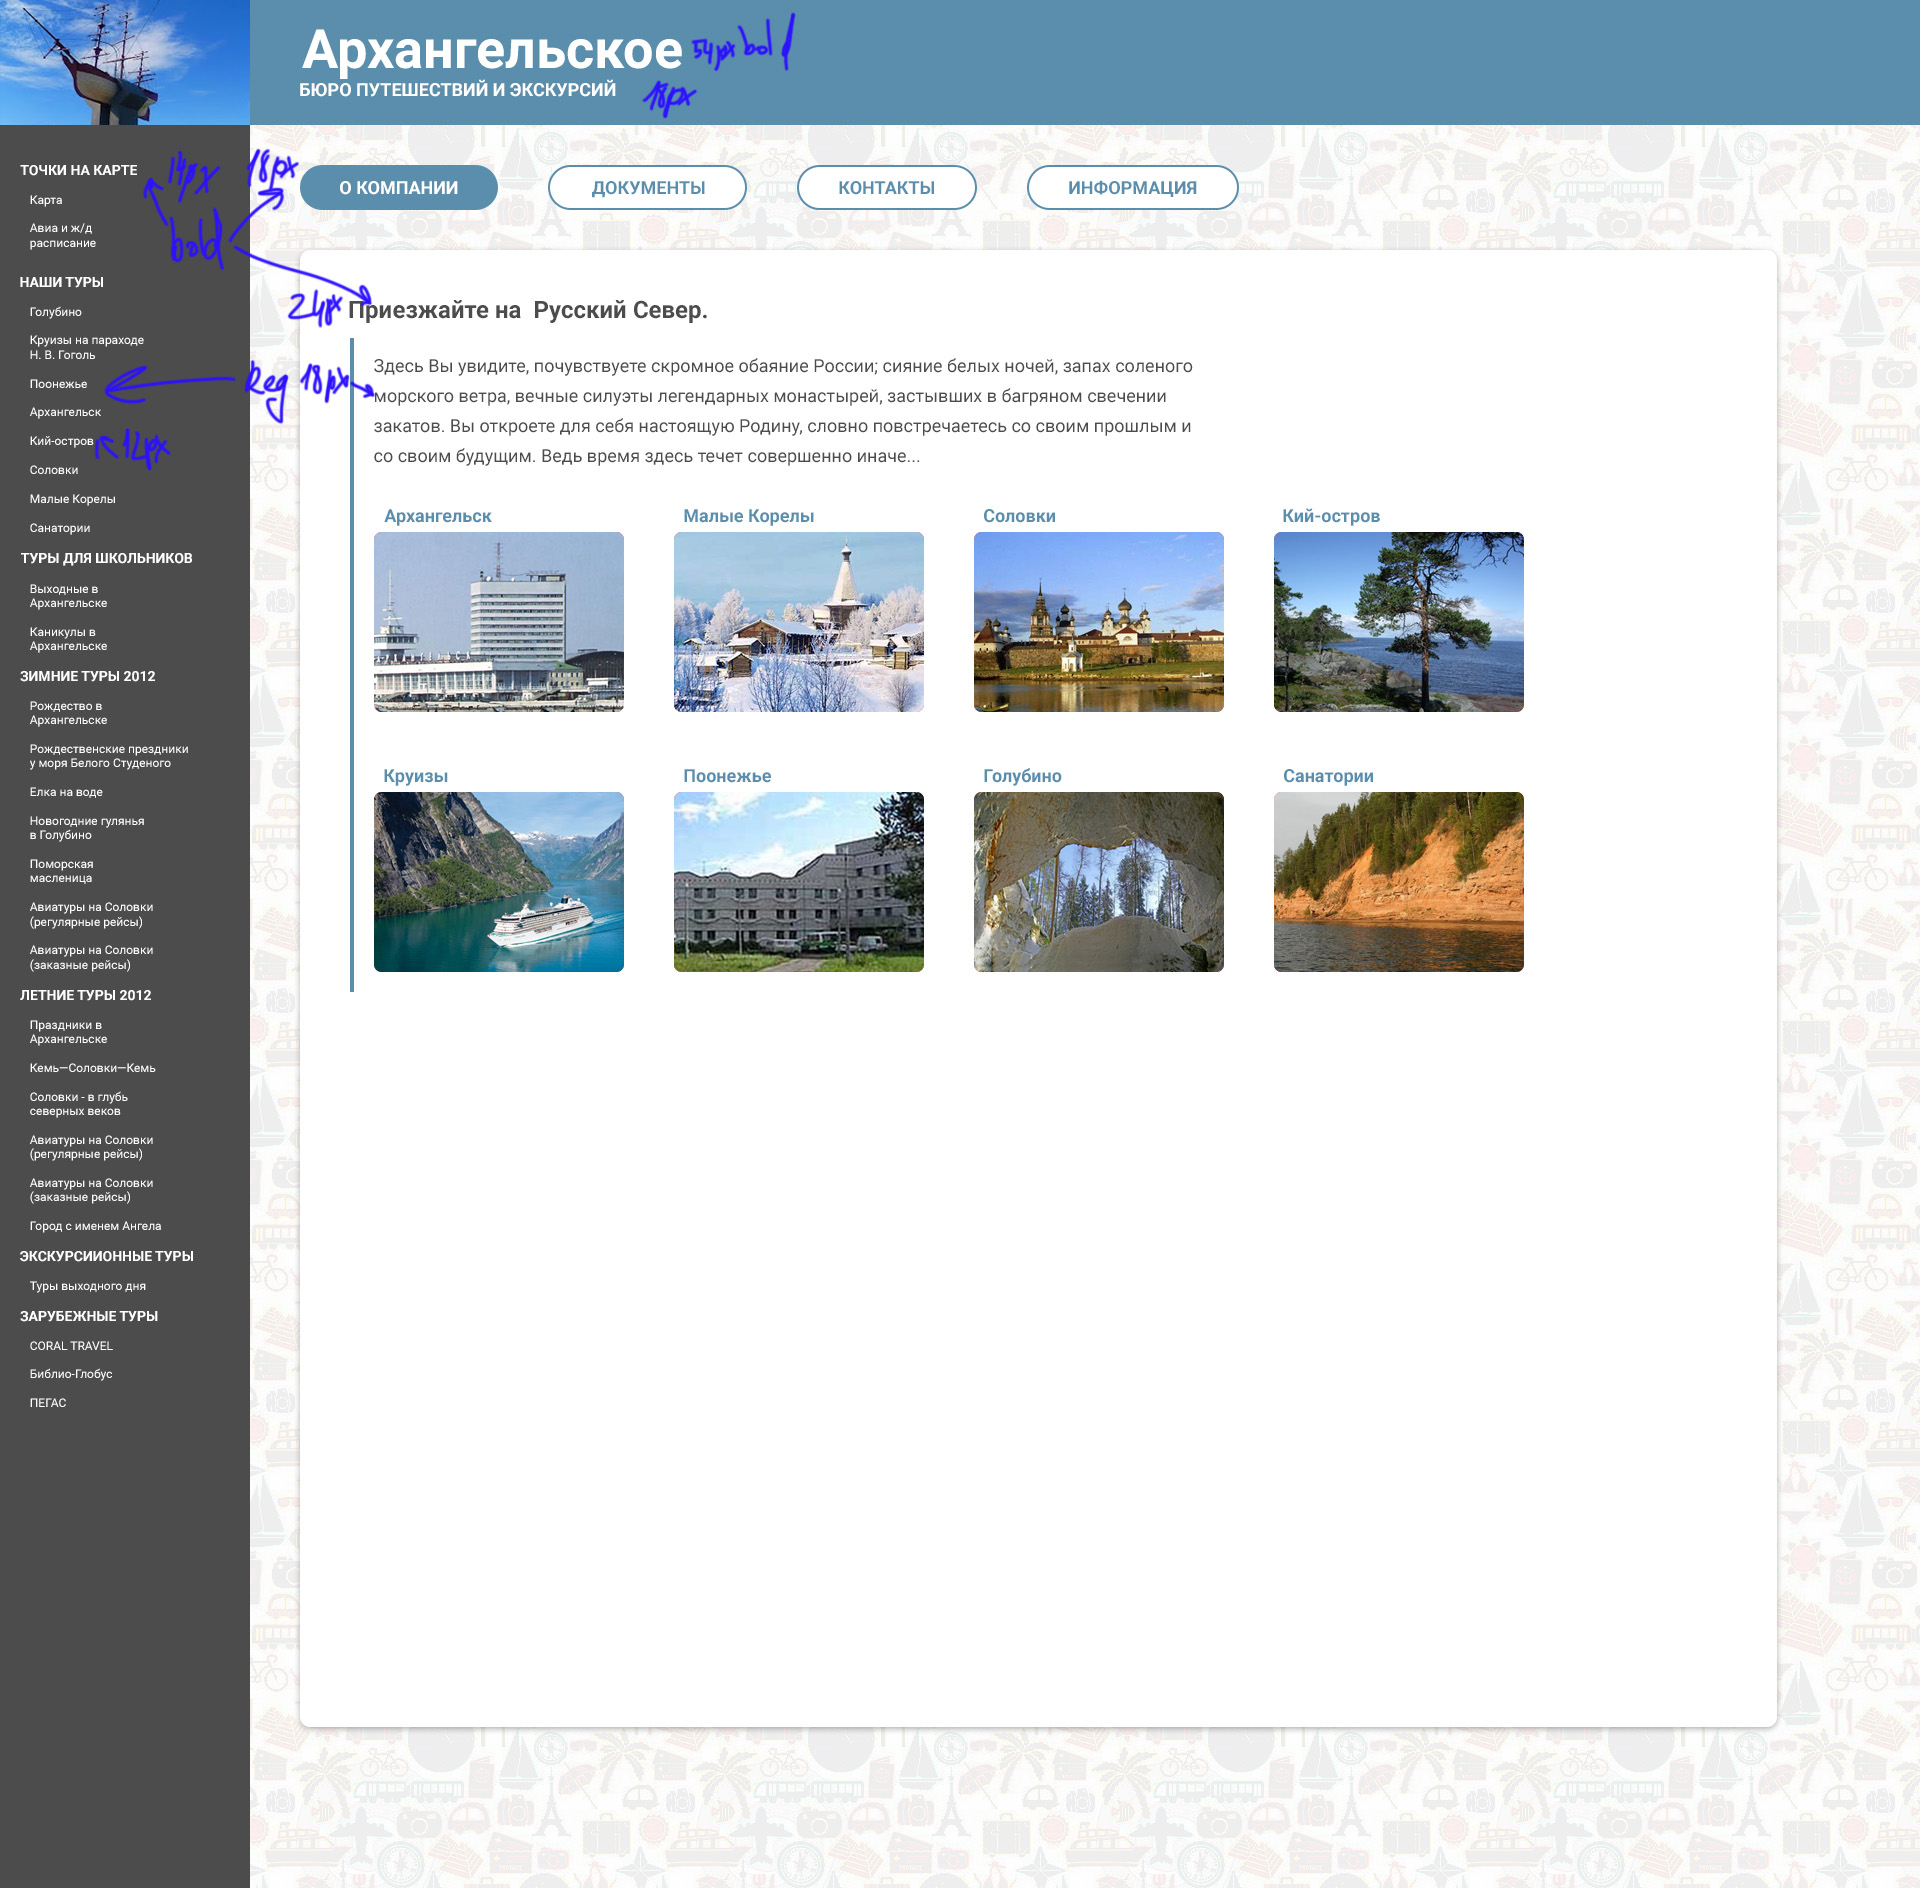 Архангельское
54px bold
БЮРО ПУТЕШЕСТВИЙ И ЭКСКУРСИЙ
18px
ТОЧКИ НА КАРТЕ
14px
18px
bold
Карта
Авиа и ж/д
расписание
НАШИ ТУРЫ
Голубино
Круизы на параходе
Н. В. Гоголь
Поонежье
Архангельск
Кий-остров
12px
Соловки
Малые Корелы
Санатории
ТУРЫ ДЛЯ ШКОЛЬНИКОВ
Выходные в
Архангельске
Каникулы в
Архангельске
ЗИМНИЕ ТУРЫ 2012
Рождество в
Архангельске
Рождественские прездники
у моря Белого Студеного
Елка на воде
Новогодние гулянья
в Голубино
Поморская
масленица
Авиатуры на Соловки
(регулярные рейсы)
Авиатуры на Соловки
(заказные рейсы)
ЛЕТНИЕ ТУРЫ 2012
Праздники в
Архангельске
Кемь—Соловки—Кемь
Соловки - в глубь
северных веков
Авиатуры на Соловки
(регулярные рейсы)
Авиатуры на Соловки
(заказные рейсы)
Город с именем Ангела
ЭКСКУРСИИОННЫЕ ТУРЫ
Туры выходного дня
ЗАРУБЕЖНЫЕ ТУРЫ
CORAL TRAVEL
Библио-Глобус
ПЕГАС
О КОМПАНИИ
ДОКУМЕНТЫ
КОНТАКТЫ
ИНФОРМАЦИЯ
24px
Приезжайте на  Русский Север.
Reg 18px
Здесь Вы увидите, почувствуете скромное обаяние России; сияние белых ночей, запах соленого
морского ветра, вечные силуэты легендарных монастырей, застывших в багряном свечении
закатов. Вы откроете для себя настоящую Родину, словно повстречаетесь со своим прошлым и
со своим будущим. Ведь время здесь течет совершенно иначе...
Архангельск
Малые Корелы
Соловки
Кий-остров
Круизы
Поонежье
Голубино
Санатории